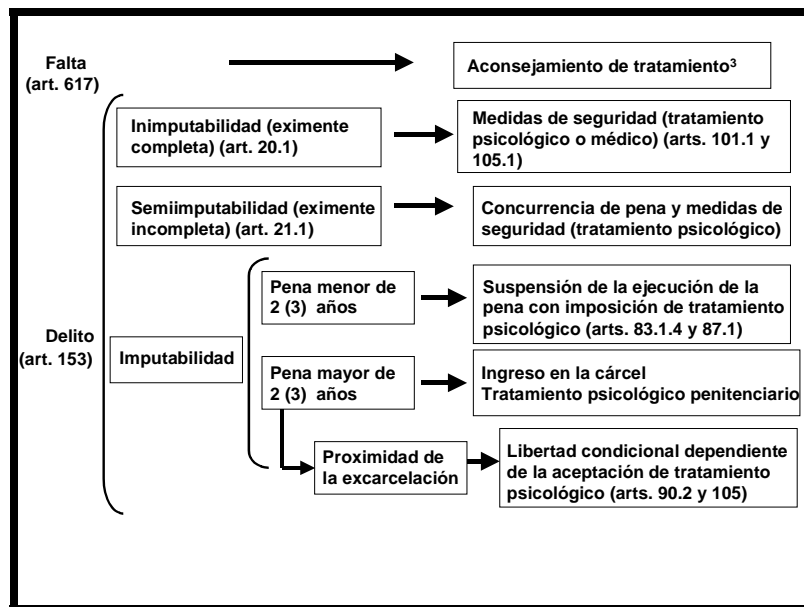 Falta
(art. 617)
Aconsejamiento de tratamiento³
Inimputabilidad (eximente
completa) (art. 20.1)
Medidas de seguridad (tratamiento
psicológico o médico) (arts. 101.1 y
105.1)
Semiimputabilidad (eximente
incompleta) (art. 21.1)
Concurrencia de pena y medidas de
seguridad (tratamiento psicológico)
Delito
(art. 153)
Imputabilidad
Pena menor de
2 (3) años
Suspensión de la ejecución de la
pena con imposición de tratamiento
psicológico (arts. 83.1.4 y 87.1)
Pena mayor de
2 (3) años
Ingreso en la cárcel
Tratamiento psicológico penitenciario
Proximidad de
la excarcelación
Libertad condicional dependiente
de la aceptación de tratamiento
psicológico (arts. 90.2 y 105)